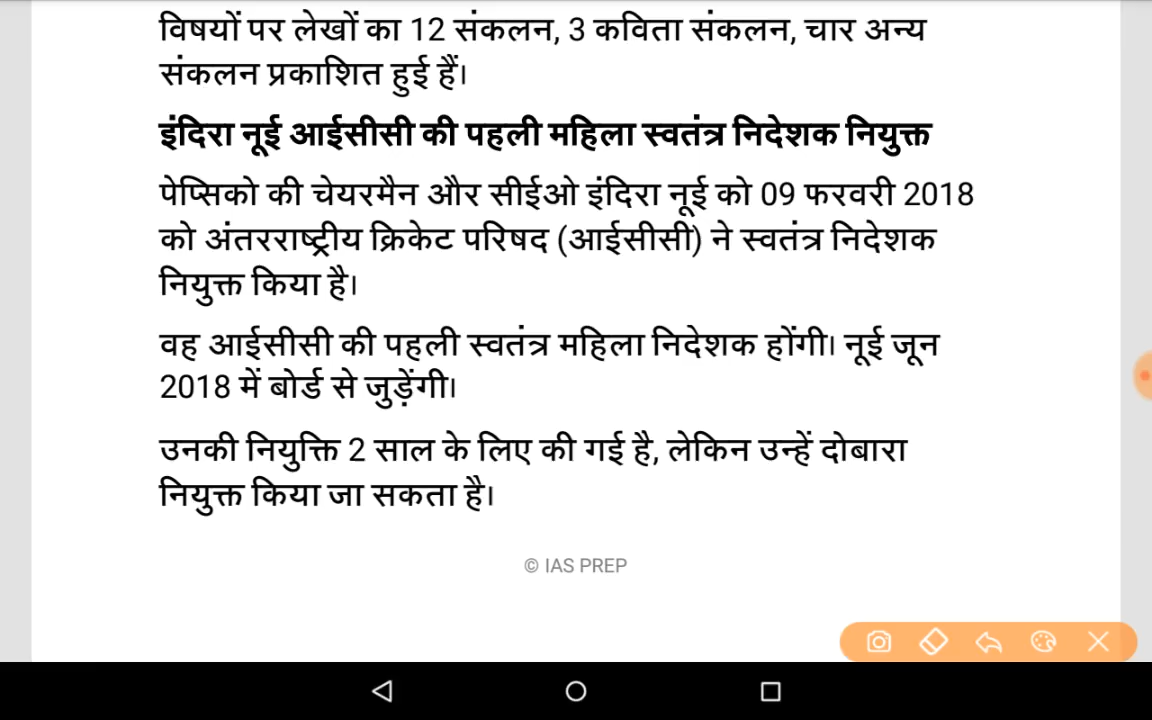 विषयों पर लेखों का 12 संकलन, 3 कविता संकलन, चार अन्य
संकलन प्रकाशित हुई हैं।
इंदिरा नूई आईसीसी की पहली महिला स्वतंत्र निदेशक नियुक्त
पेप्सिको की चेयरमैन और सीईओ इंदिरा नूई को 09 फरवरी 2018
को अंतरराष्ट्रीय क्रिकेट परिषद (आईसीसी) ने स्वतंत्र निदेशक
नियुक्त किया है।
वह आईसीसी की पहली स्वतंत्र महिला निदेशक होंगी। नूई जून
2018 में बोर्ड से जुड़ेंगी।
उनकी नियुक्ति 2 साल के लिए की गई है, लेकिन उन्हें दोबारा
नियुक्त किया जा सकता है।
© IAS PREP